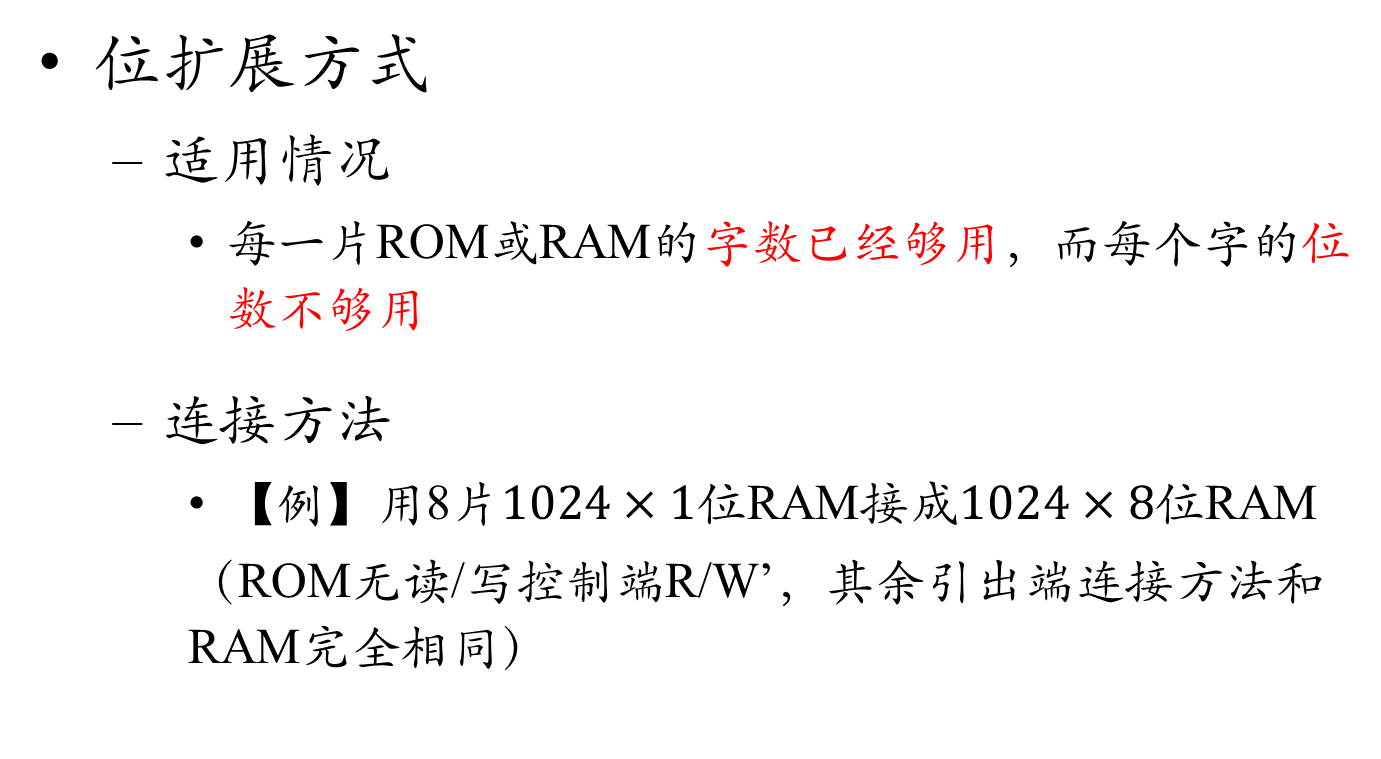 • 位扩展方式
– 适用情况
• 每一片ROM或RAM的字数已经够用，而每个字的位
数不够用
– 连接方法
• 【例】用8片1024 × 1位RAM接成1024 × 8位RAM
（ROM无读/写控制端R/W’，其余引出端连接方法和
RAM完全相同）